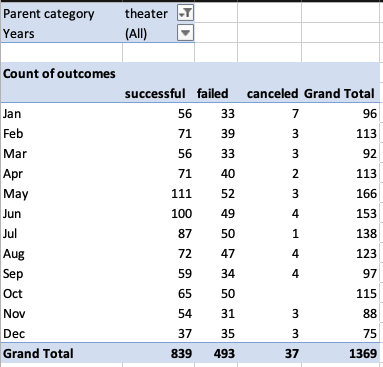 Parent category theater
Years (All)
Count of outcomes
successful failed canceled Grand Total
Jan 56 33 7 96
Feb 71 39 3 113
Mar 56 33 3 92
Apr 71 40 2 113
May 111 52 3 166
Jun 100 49 4 153
Jul 87 50 1 138
Aug 72 47 4 123
Sep 59 34 4 97
Oct 65 50 115
Nov 54 31 3 88
Dec 37 35 3 75
Grand Total 839 493 37 1369